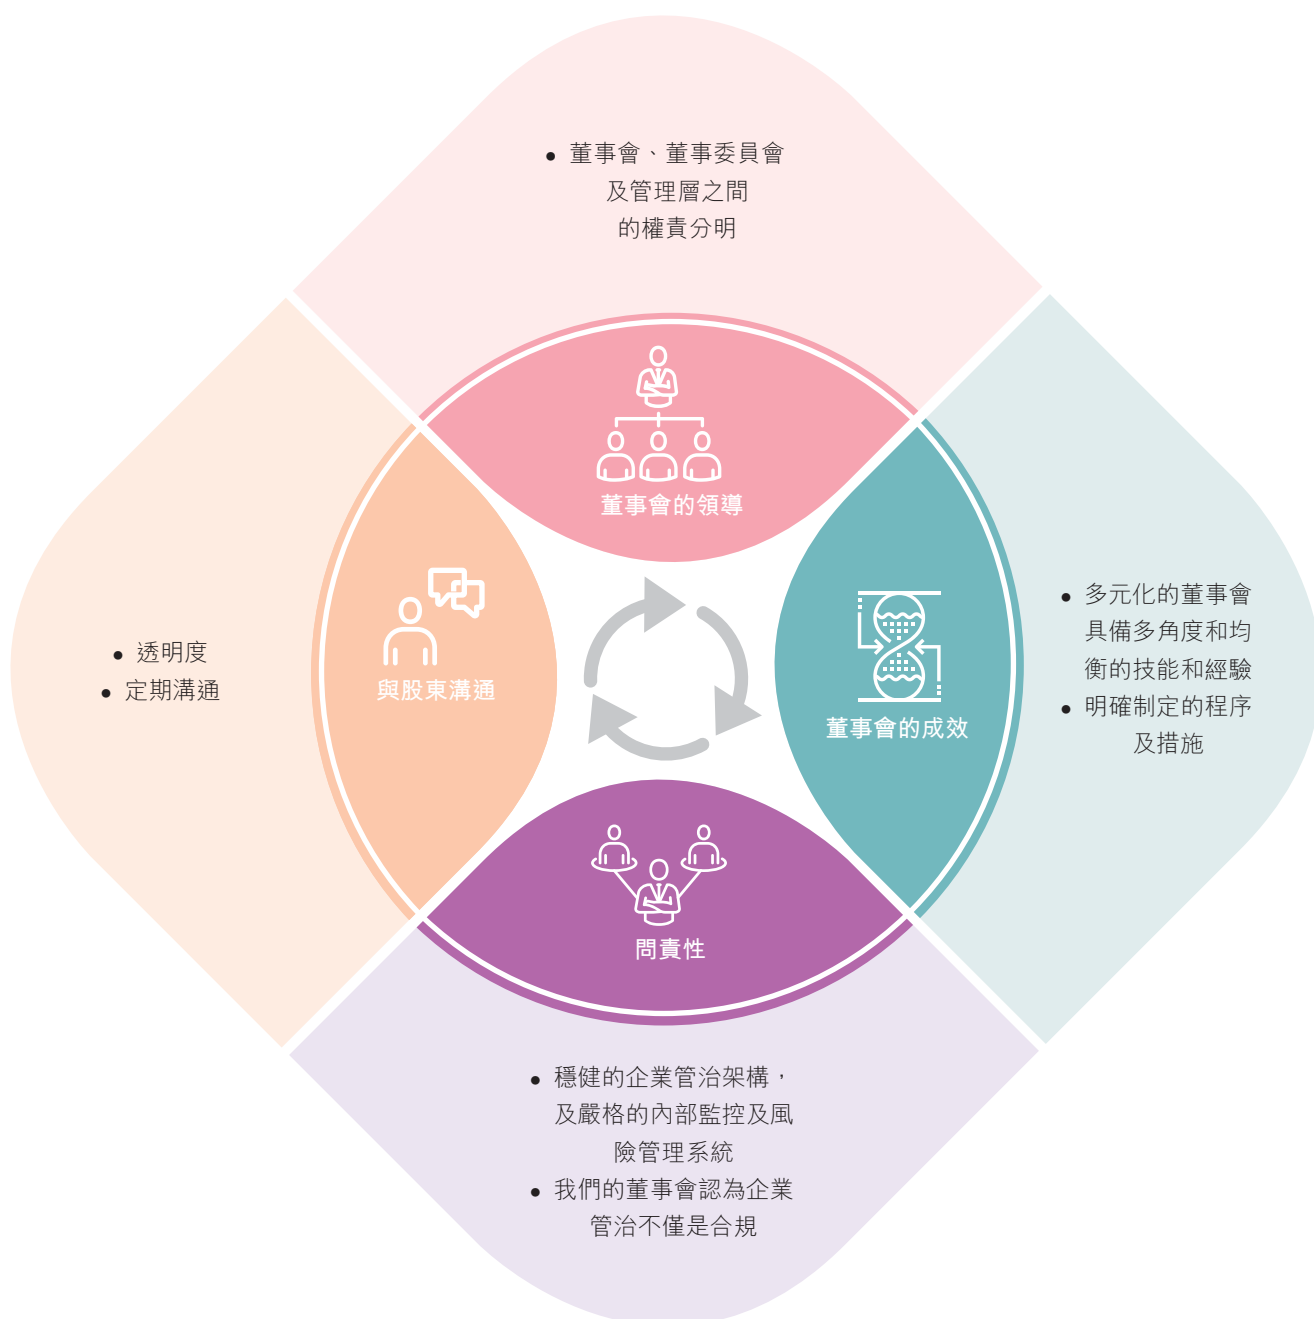 • 董事會、董事委員會
及管理層之間
的權責分明
董事會的領導
• 透明度
• 定期溝通
與股東溝通
董事會的成效
• 多元化的董事會
具備多角度和均
衡的技能和經驗
• 明確制定的程序
及措施
問責性
• 穩健的企業管治架構，
及嚴格的內部監控及風
險管理系統
• 我們的董事會認為企業
管治不僅是合規